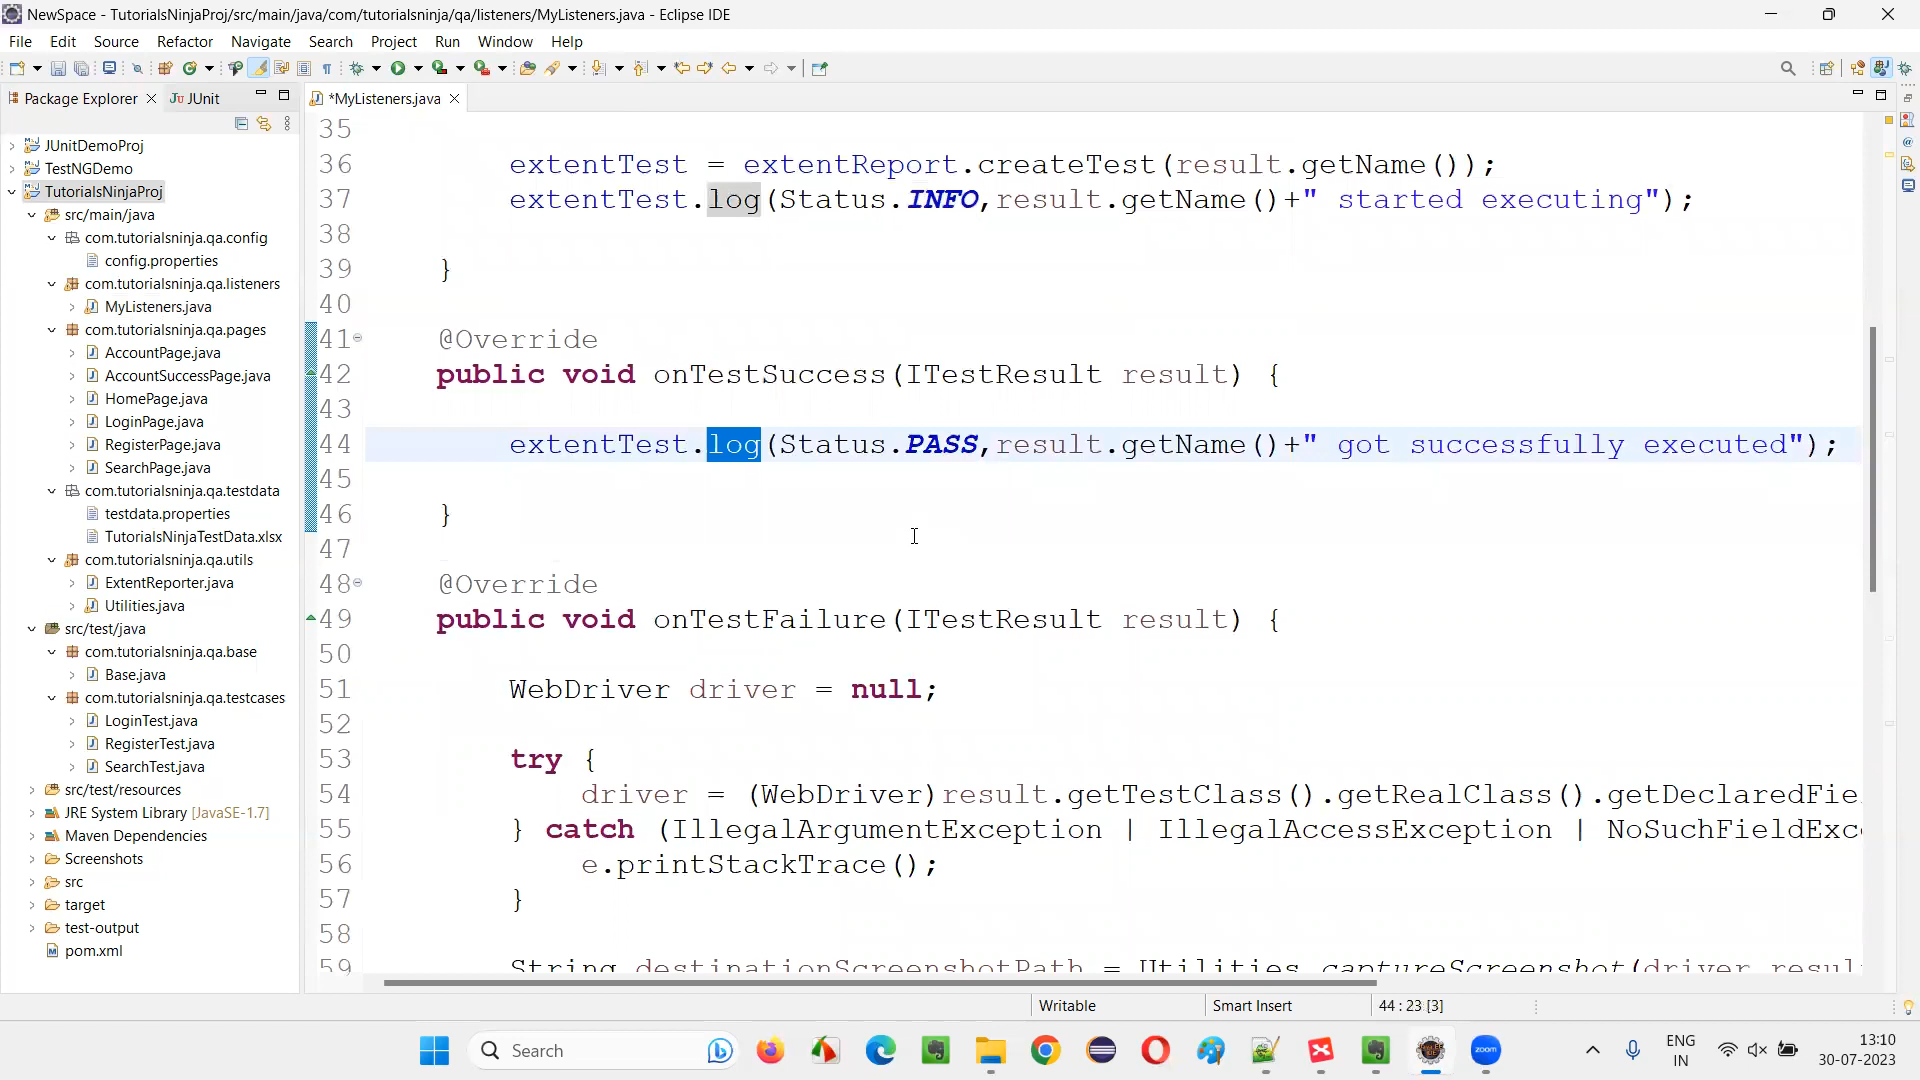 NewSpace - TutorialsNinjaProj/src/main/java/com/tutorialsninja/qa/listeners/MyListeners.java - Eclipse IDE
File Edit Source Refactor Navigate Search Project Run Window Help
Package Explorer JUnit
*MyListeners.java
JUnitDemoProj
TestNGDemo
TutorialsNinjaProj
src/main/java
com.tutorialsninja.qa.config
config.properties
com.tutorialsninja.qa.listeners
MyListeners.java
com.tutorialsninja.qa.pages
AccountPage.java
AccountSuccessPage.java
HomePage.java
LoginPage.java
RegisterPage.java
SearchPage.java
com.tutorialsninja.qa.testdata
testdata.properties
TutorialsNinjaTestData.xlsx
com.tutorialsninja.qa.utils
ExtentReporter.java
Utilities.java
src/test/java
com.tutorialsninja.qa.base
Base.java
com.tutorialsninja.qa.testcases
LoginTest.java
RegisterTest.java
SearchTest.java
src/test/resources
JRE System Library [JavaSE-1.7]
Maven Dependencies
Screenshots
src
target
test-output
pom.xml
35
36 extentTest = extentReport.createTest(result.getName());
37 extentTest.log(Status.INFO,result.getName()+" started executing");
38
39 }
40
41 @Override
42 public void onTestSuccess(ITestResult result) {
43
44 extentTest.log(Status.PASS,result.getName()+" got successfully executed");
45
46 }
47
48 @Override
49 public void onTestFailure(ITestResult result) {
50
51 WebDriver driver = null;
52
53 try {
54 driver = (WebDriver)result.getTestClass().getRealClass().getDeclaredFie
55 } catch (IllegalArgumentException | IllegalAccessException | NoSuchFieldExc
56 e.printStackTrace();
57 }
58
59 String destinationScreenshotPath = Utilities.captureScreenshot(driver,resul
Writable Smart Insert 44 : 23 [3]
Search
zoom
ENG
IN
13:10
30-07-2023